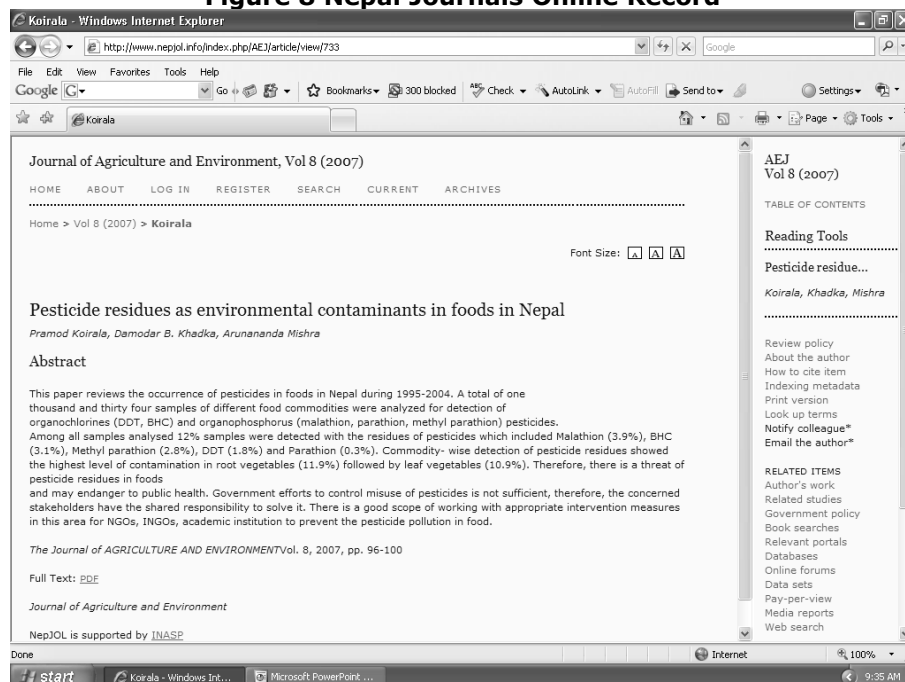 Figure 8 Nepal Journals Online Record
Koirala - Windows Internet Explorer
http://www.nepjol.info/index.php/AEJ/article/view/733
Google
File Edit View Favorites Tools Help
Google G Go Bookmarks 300 blocked Check AutoLink AutoFill Send to Settings
Koirala
Page Tools
Journal of Agriculture and Environment, Vol 8 (2007)
HOME ABOUT LOG IN REGISTER SEARCH CURRENT ARCHIVES
Home > Vol 8 (2007) > Koirala
Font Size: A A A
Pesticide residues as environmental contaminants in foods in Nepal
Pramod Koirala, Damodar B. Khadka, Arunananda Mishra
Abstract
This paper reviews the occurrence of pesticides in foods in Nepal during 1995-2004. A total of one
thousand and thirty four samples of different food commodities were analyzed for detection of
organochlorines (DDT, BHC) and organophosphorus (malathion, parathion, methyl parathion) pesticides.
Among all samples analysed 12% samples were detected with the residues of pesticides which included Malathion (3.9%), BHC
(3.1%), Methyl parathion (2.8%), DDT (1.8%) and Parathion (0.3%). Commodity- wise detection of pesticide residues showed
the highest level of contamination in root vegetables (11.9%) followed by leaf vegetables (10.9%). Therefore, there is a threat of
pesticide residues in foods
and may endanger to public health. Government efforts to control misuse of pesticides is not sufficient, therefore, the concerned
stakeholders have the shared responsibility to solve it. There is a good scope of working with appropriate intervention measures
in this area for NGOs, INGOs, academic institution to prevent the pesticide pollution in food.
The Journal of AGRICULTURE AND ENVIRONMENTVol. 8, 2007, pp. 96-100
Full Text: PDF
Journal of Agriculture and Environment
NepJOL is supported by INASP
AEJ
Vol 8 (2007)
TABLE OF CONTENTS
Reading Tools
Pesticide residue...
Koirala, Khadka, Mishra
Review policy
About the author
How to cite item
Indexing metadata
Print version
Look up terms
Notify colleague*
Email the author*
RELATED ITEMS
Author's work
Related studies
Government policy
Book searches
Relevant portals
Databases
Online forums
Data sets
Pay-per-view
Media reports
Web search
Done Internet 100%
start Koirala - Windows Int... Microsoft PowerPoint ... 9:35 AM